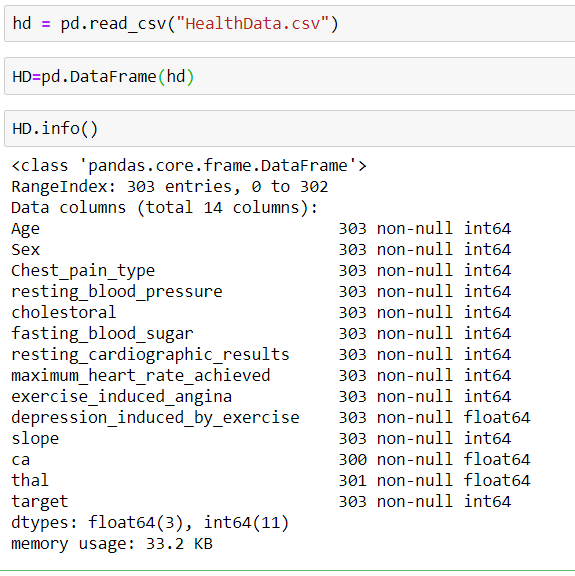 hd = pd.read_csv("HealthData.csv")
HD=pd.DataFrame(hd)
HD.info()
<class 'pandas.core.frame.DataFrame'>
RangeIndex: 303 entries, 0 to 302
Data columns (total 14 columns):
Age                               303 non-null int64
Sex                               303 non-null int64
Chest_pain_type                   303 non-null int64
resting_blood_pressure            303 non-null int64
cholestoral                       303 non-null int64
fasting_blood_sugar               303 non-null int64
resting_cardiographic_results     303 non-null int64
maximum_heart_rate_achieved       303 non-null int64
exercise_induced_angina           303 non-null int64
depression_induced_by_exercise    303 non-null float64
slope                             303 non-null int64
ca                                300 non-null float64
thal                              301 non-null float64
target                            303 non-null int64
dtypes: float64(3), int64(11)
memory usage: 33.2 KB